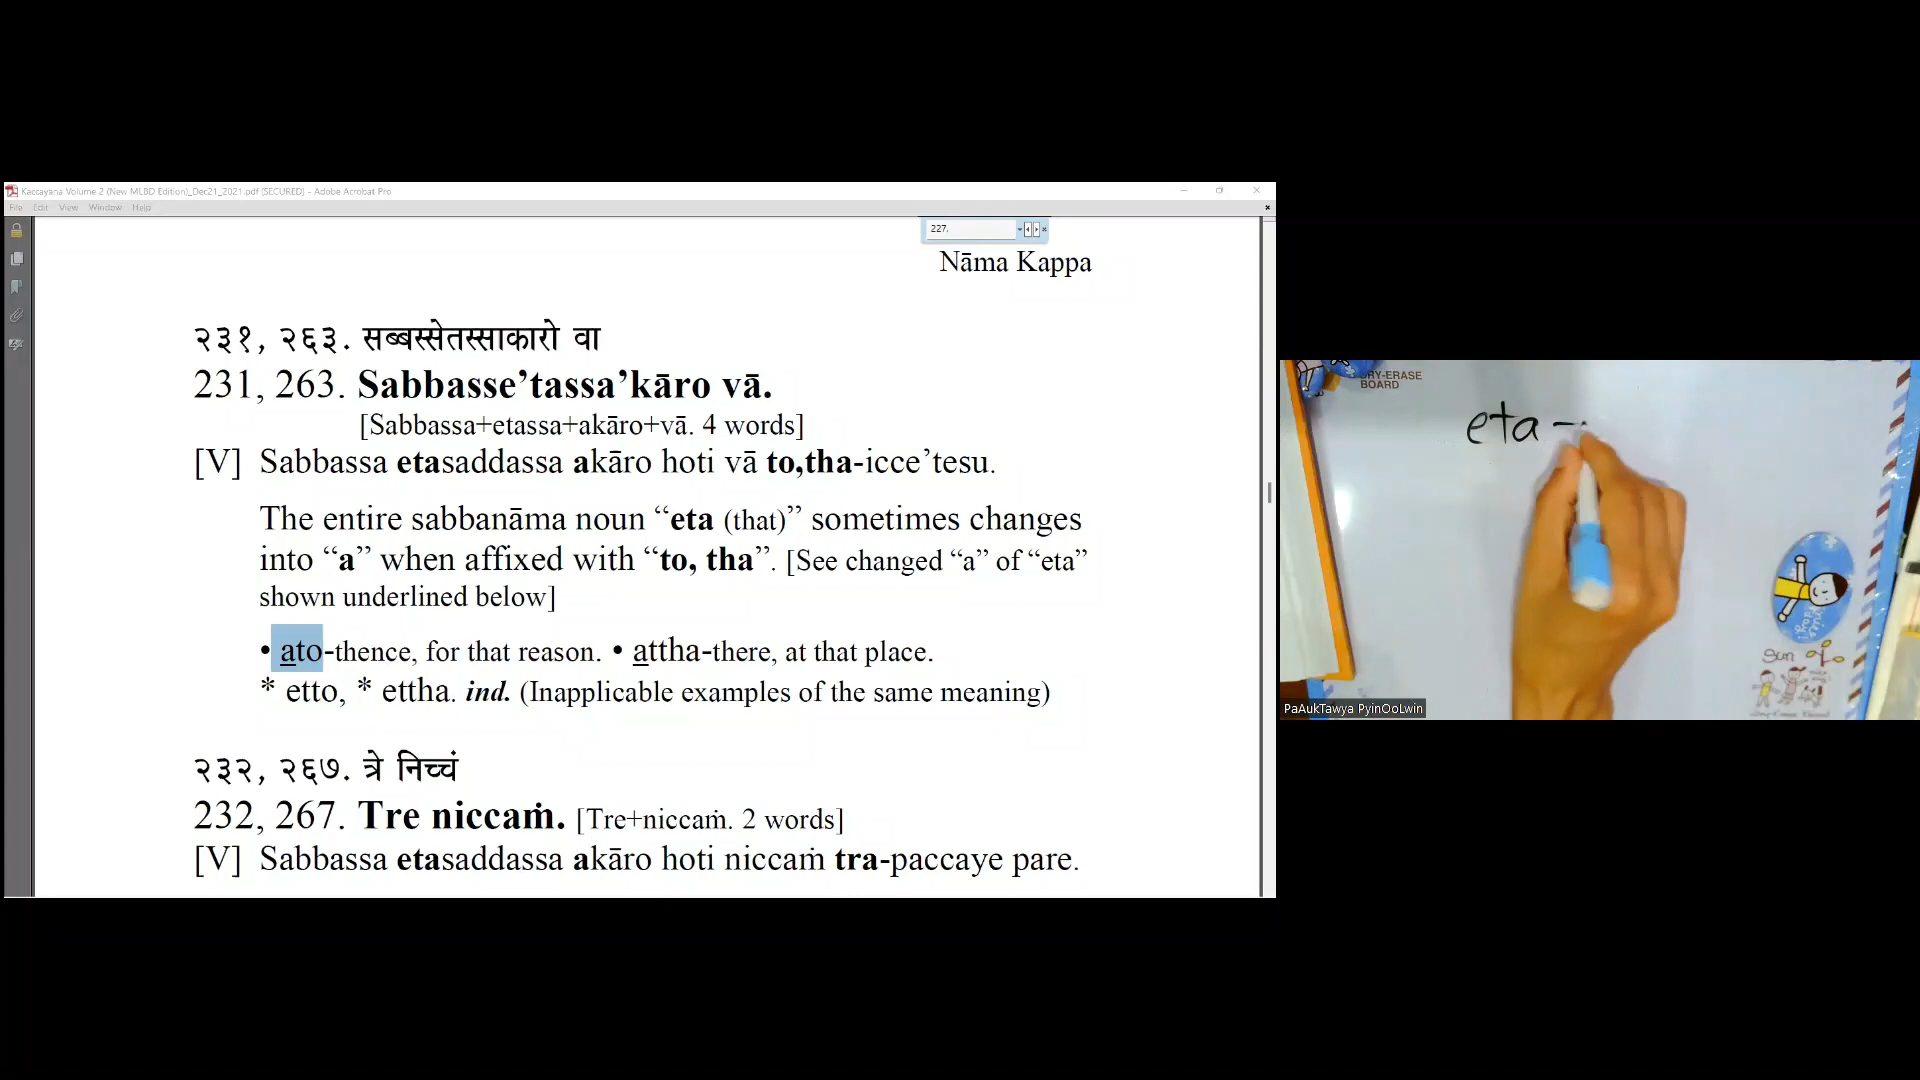 Kaccayana Volume 2 (New MLBD Edition)_Dec21_2021.pdf (SECURED) - Adobe Acrobat Pro
File Edit View Window Help
227.
Nāma Kappa
२३१, २६३. सब्बस्सेतस्साकारो वा
231, 263. Sabbasse’tassa’kāro vā.
[Sabbassa+etassa+akāro+vā. 4 words]
[V] Sabbassa etasaddassa akāro hoti vā to,tha-icce’tesu.
The entire sabbanāma noun “eta (that)” sometimes changes
into “a” when affixed with “to, tha”. [See changed “a” of “eta”
shown underlined below]
• ato-thence, for that reason. • attha-there, at that place.
* etto, * ettha. ind. (Inapplicable examples of the same meaning)
२३२, २६७. त्रे निच्चं
232, 267. Tre niccaṁ. [Tre+niccaṁ. 2 words]
[V] Sabbassa etasaddassa akāro hoti niccaṁ tra-paccaye pare.
DRY-ERASE
BOARD
eta -
Sun
PaAukTawya PyinOoLwin